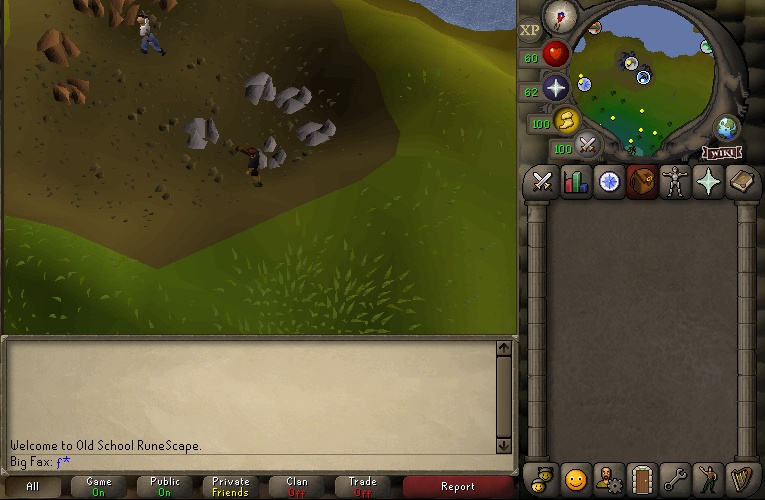 XP
60
62
100
100
WIKI
Welcome to Old School RuneScape.
Big Fax: f*
All
Game
On
Public
On
Private
Friends
Clan
Off
Trade
Off
Report